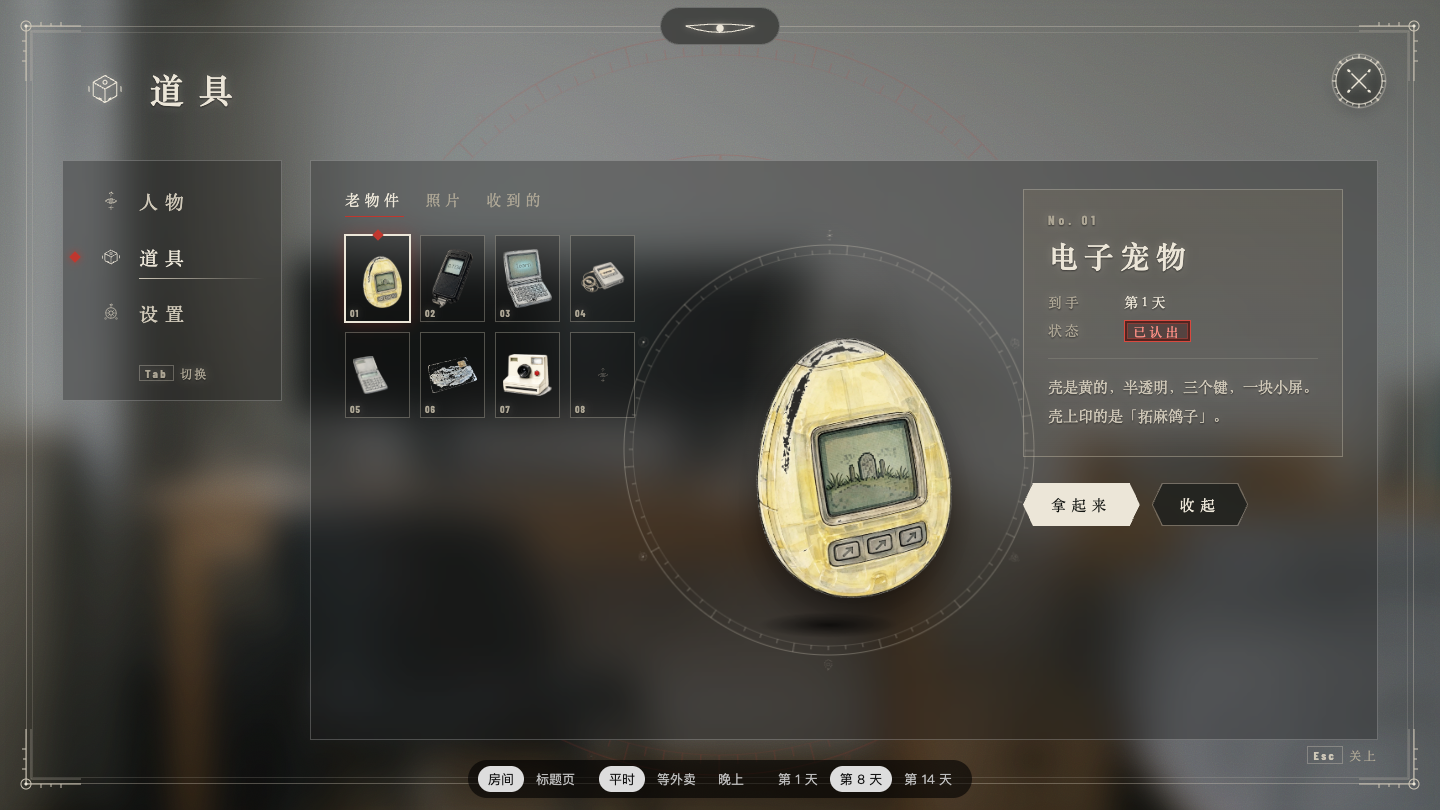 道具
人物
道具
设置
Tab 切换
老物件 照片 收到的
01 02 03 04
05 06 07 08
No. 01
电子宠物
到手 第1天
状态 已认出
壳是黄的，半透明，三个键，一块小屏。
壳上印的是「拓麻鸽子」。
拿起来 收起
Esc 关上
房间 标题页 平时 等外卖 晚上 第1天 第8天 第14天